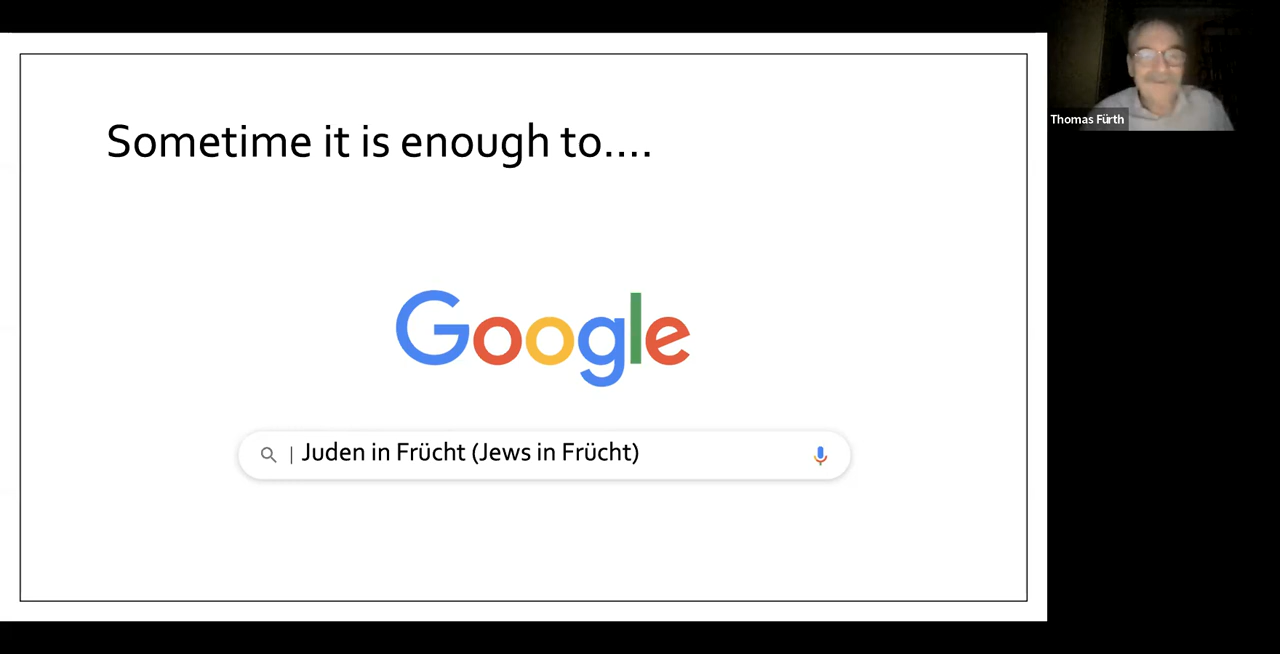 Sometime it is enough to....
Google
Juden in Frücht (Jews in Frücht)
Thomas Fürth